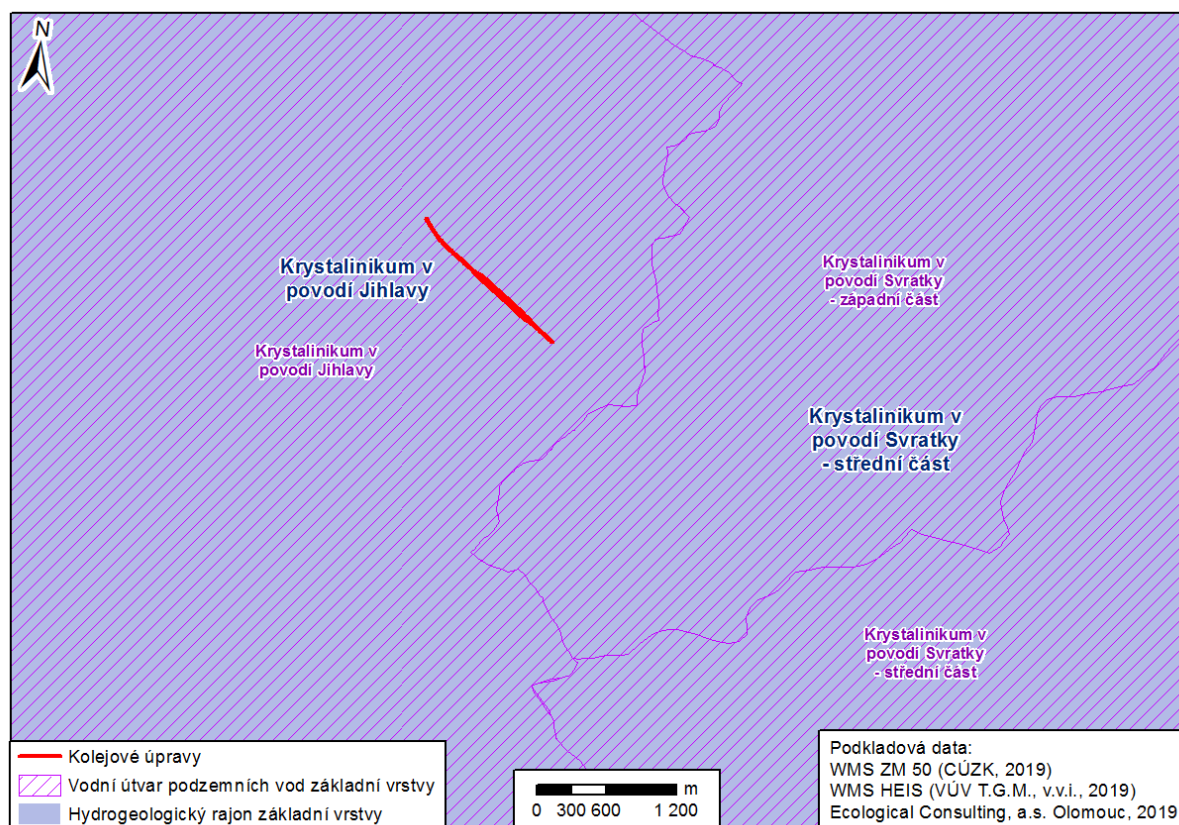 N
Krystalinikum v
povodí Svratky
- západní část
Krystalinikum v
povodí Jihlavy
Krystalinikum v
povodí Jihlavy
Krystalinikum v
povodí Svratky
- střední část
Krystalinikum v
povodí Svratky
- střední část
Kolejové úpravy
Vodní útvar podzemních vod základní vrstvy
Hydrogeologický rajon základní vrstvy
m
0 300 600 1 200
Podkladová data:
WMS ZM 50 (ČÚZK, 2019)
WMS HEIS (VÚV T.G.M., v.v.i., 2019)
Ecological Consulting, a.s. Olomouc, 2019